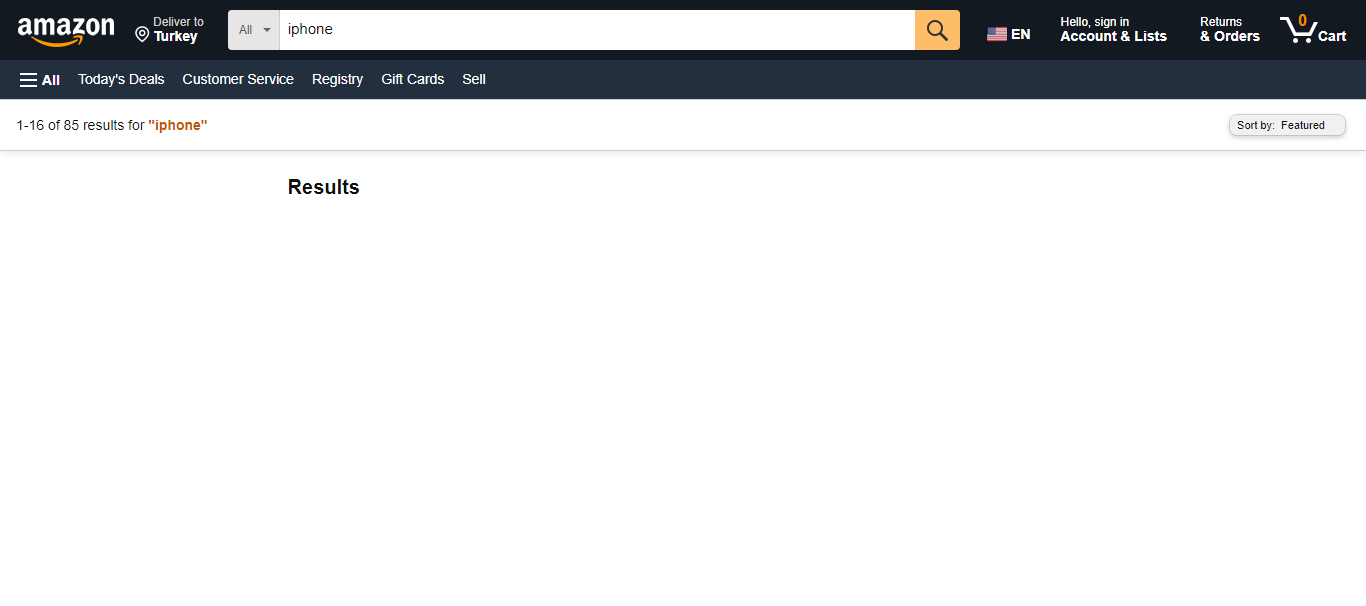 amazon
Deliver to
Turkey
All
iphone
EN
Hello, sign in
Account & Lists
Returns
& Orders
0
Cart
All
Today's Deals
Customer Service
Registry
Gift Cards
Sell
1-16 of 85 results for "iphone"
Sort by: Featured
Results